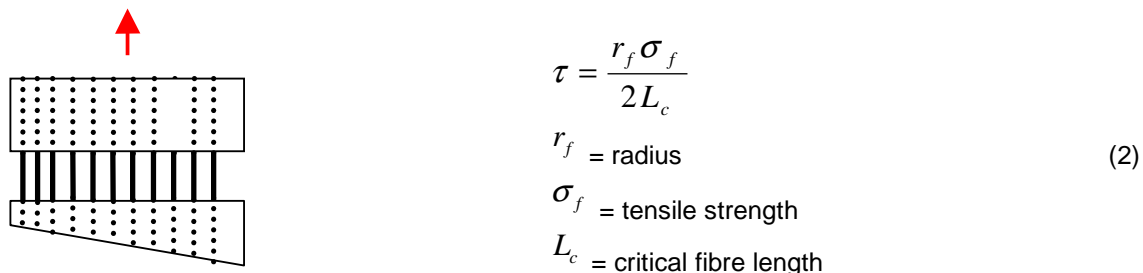 τ = r_f σ_f / 2L_c
r_f = radius
(2)
σ_f = tensile strength
L_c = critical fibre length